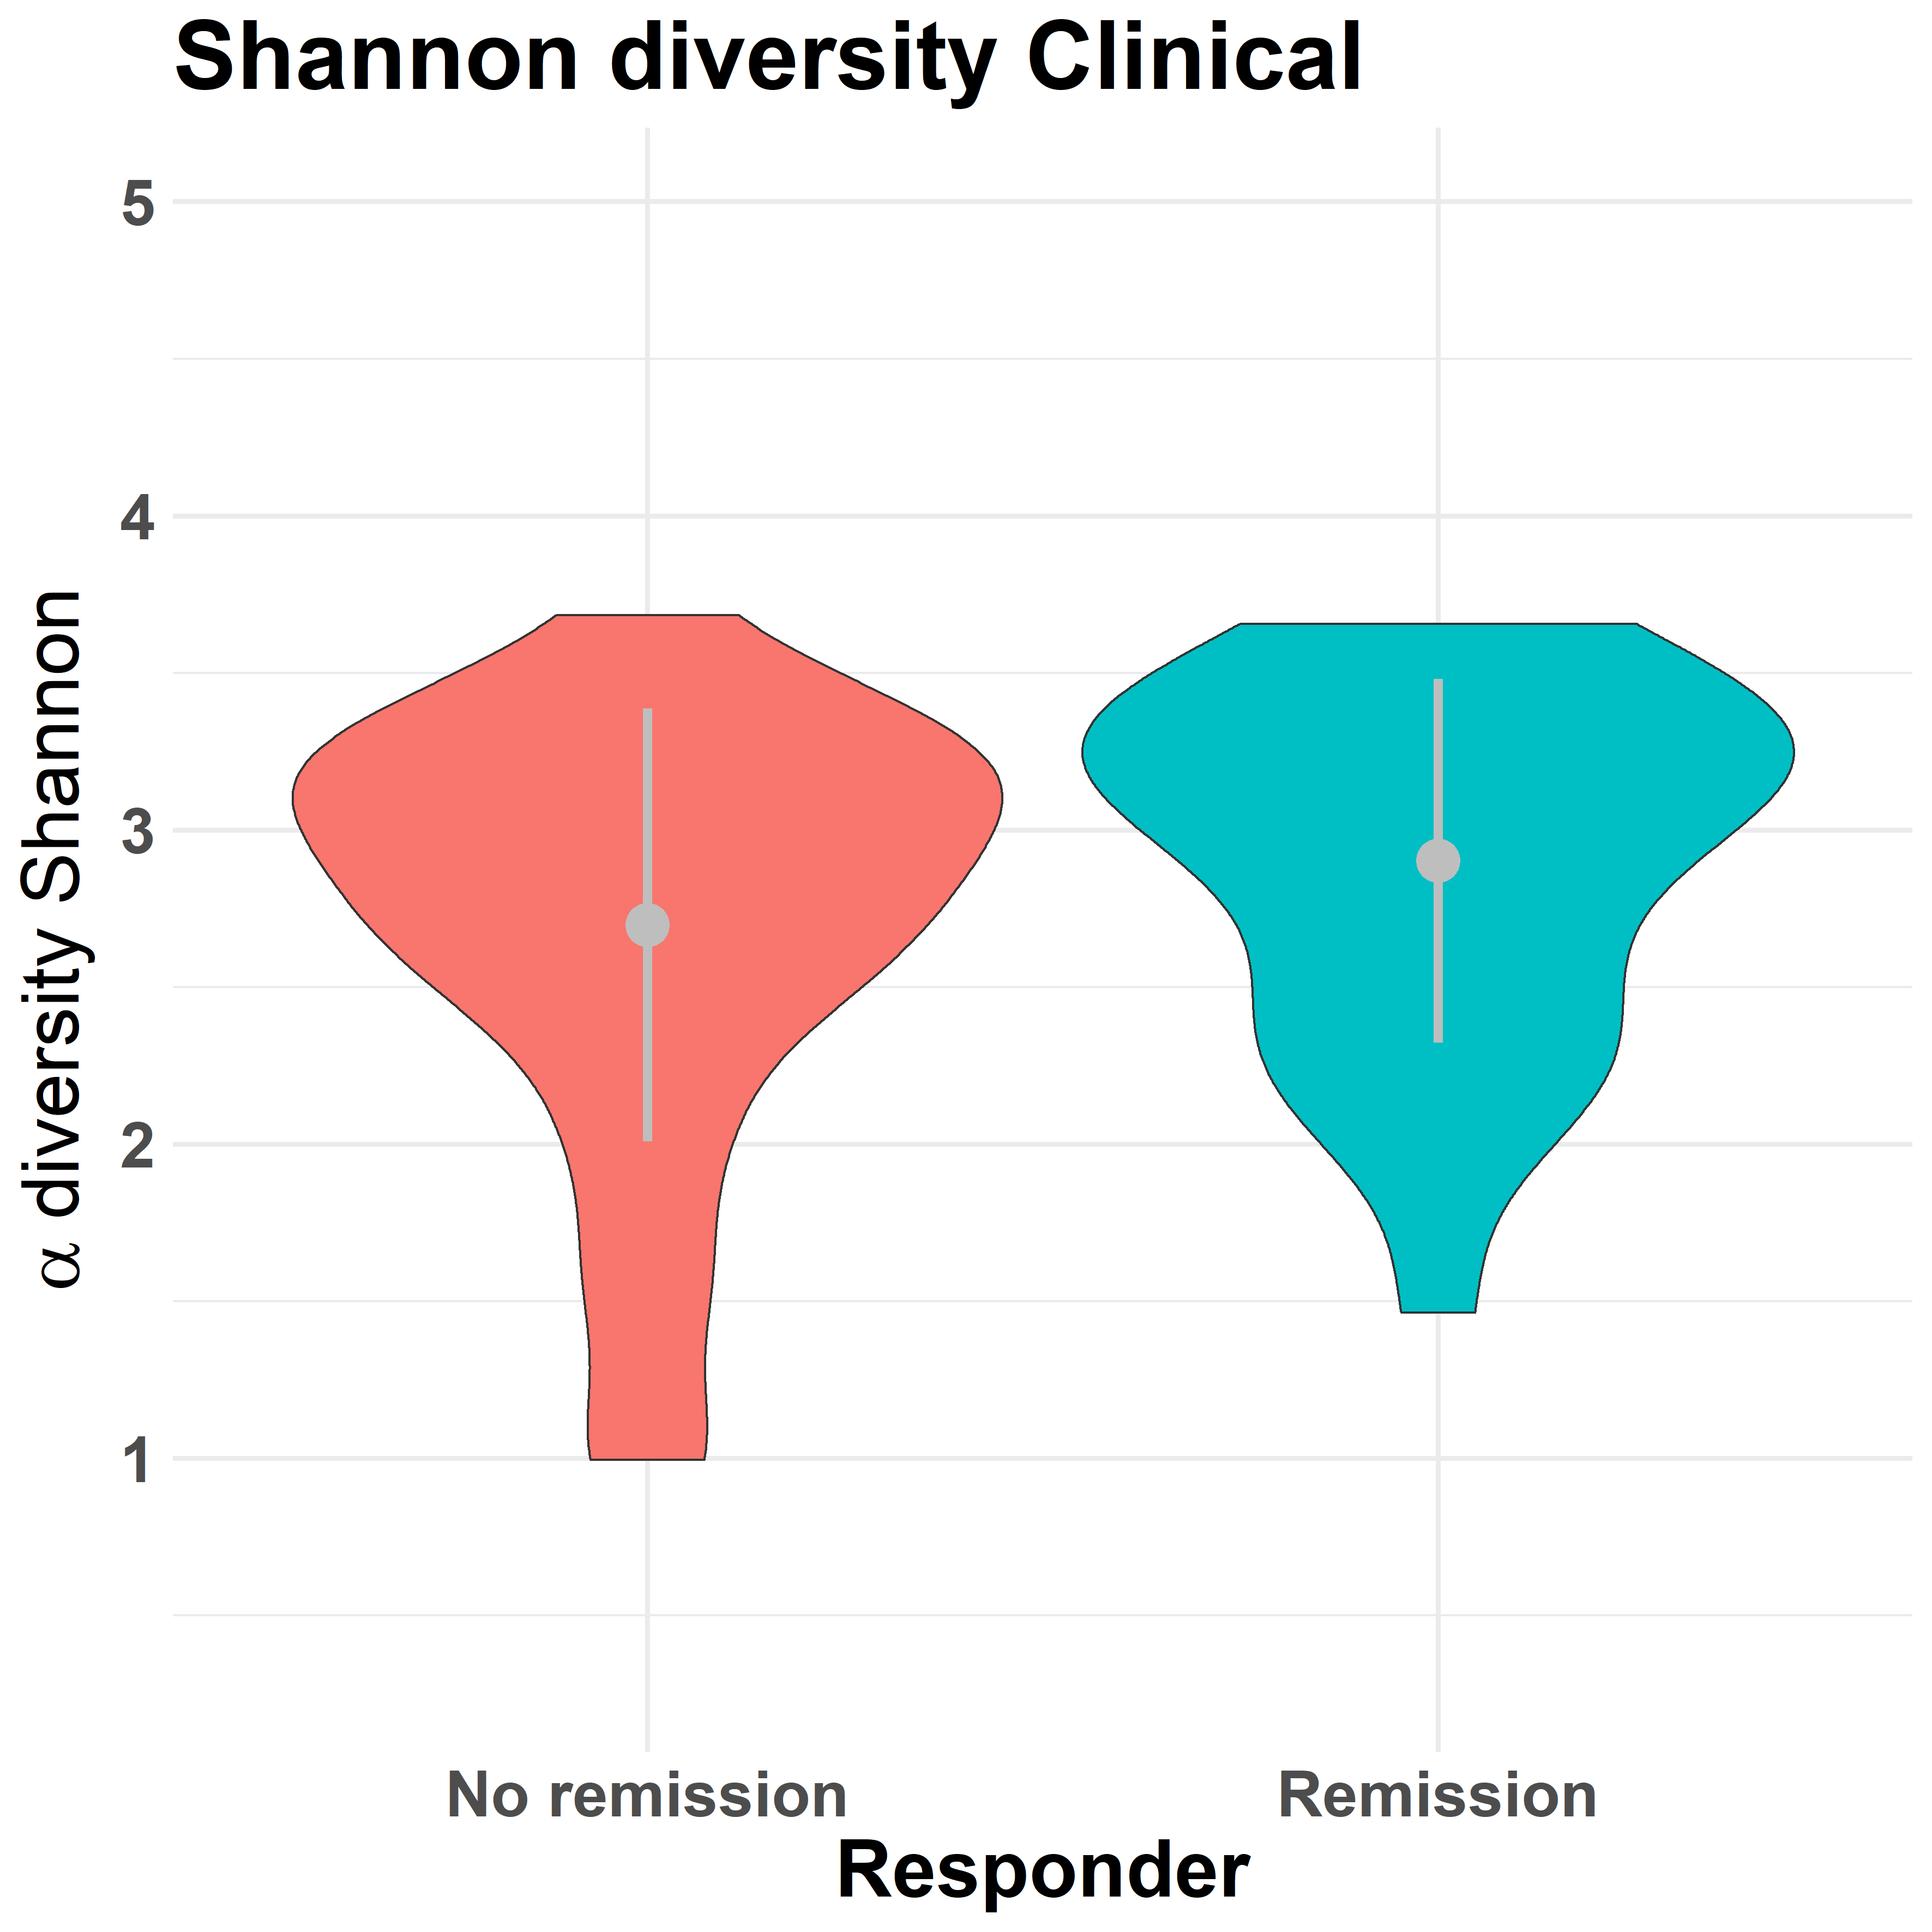 Shannon diversity Clinical
α diversity Shannon
5
4
3
2
1
No remission
Remission
Responder